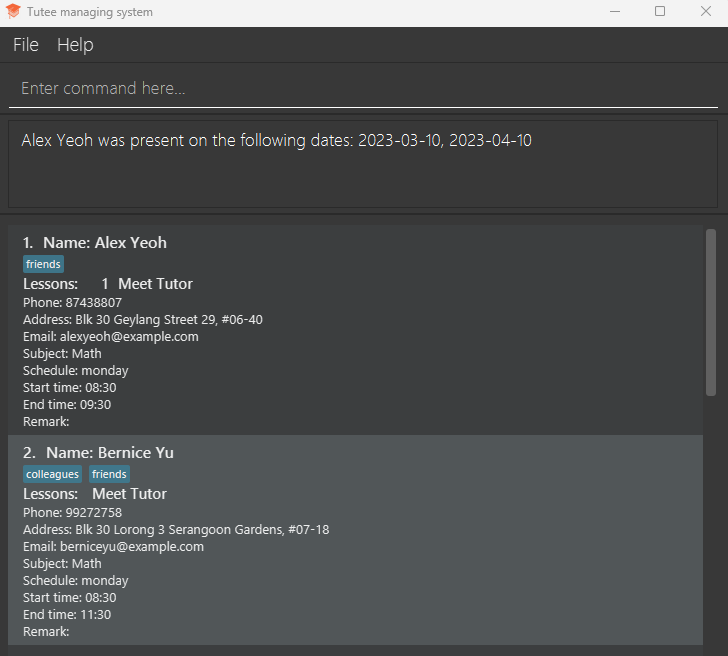 Tutee managing system
File Help
Enter command here...
Alex Yeoh was present on the following dates: 2023-03-10, 2023-04-10
1. Name: Alex Yeoh
friends
Lessons: 1 Meet Tutor
Phone: 87438807
Address: Blk 30 Geylang Street 29, #06-40
Email: alexyeoh@example.com
Subject: Math
Schedule: monday
Start time: 08:30
End time: 09:30
Remark:
2. Name: Bernice Yu
colleagues friends
Lessons: Meet Tutor
Phone: 99272758
Address: Blk 30 Lorong 3 Serangoon Gardens, #07-18
Email: berniceyu@example.com
Subject: Math
Schedule: monday
Start time: 08:30
End time: 11:30
Remark: